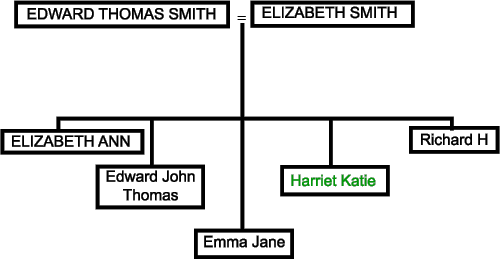 EDWARD THOMAS SMITH = ELIZABETH SMITH
ELIZABETH ANN
Edward John
Thomas
Emma Jane
Harriet Katie
Richard H